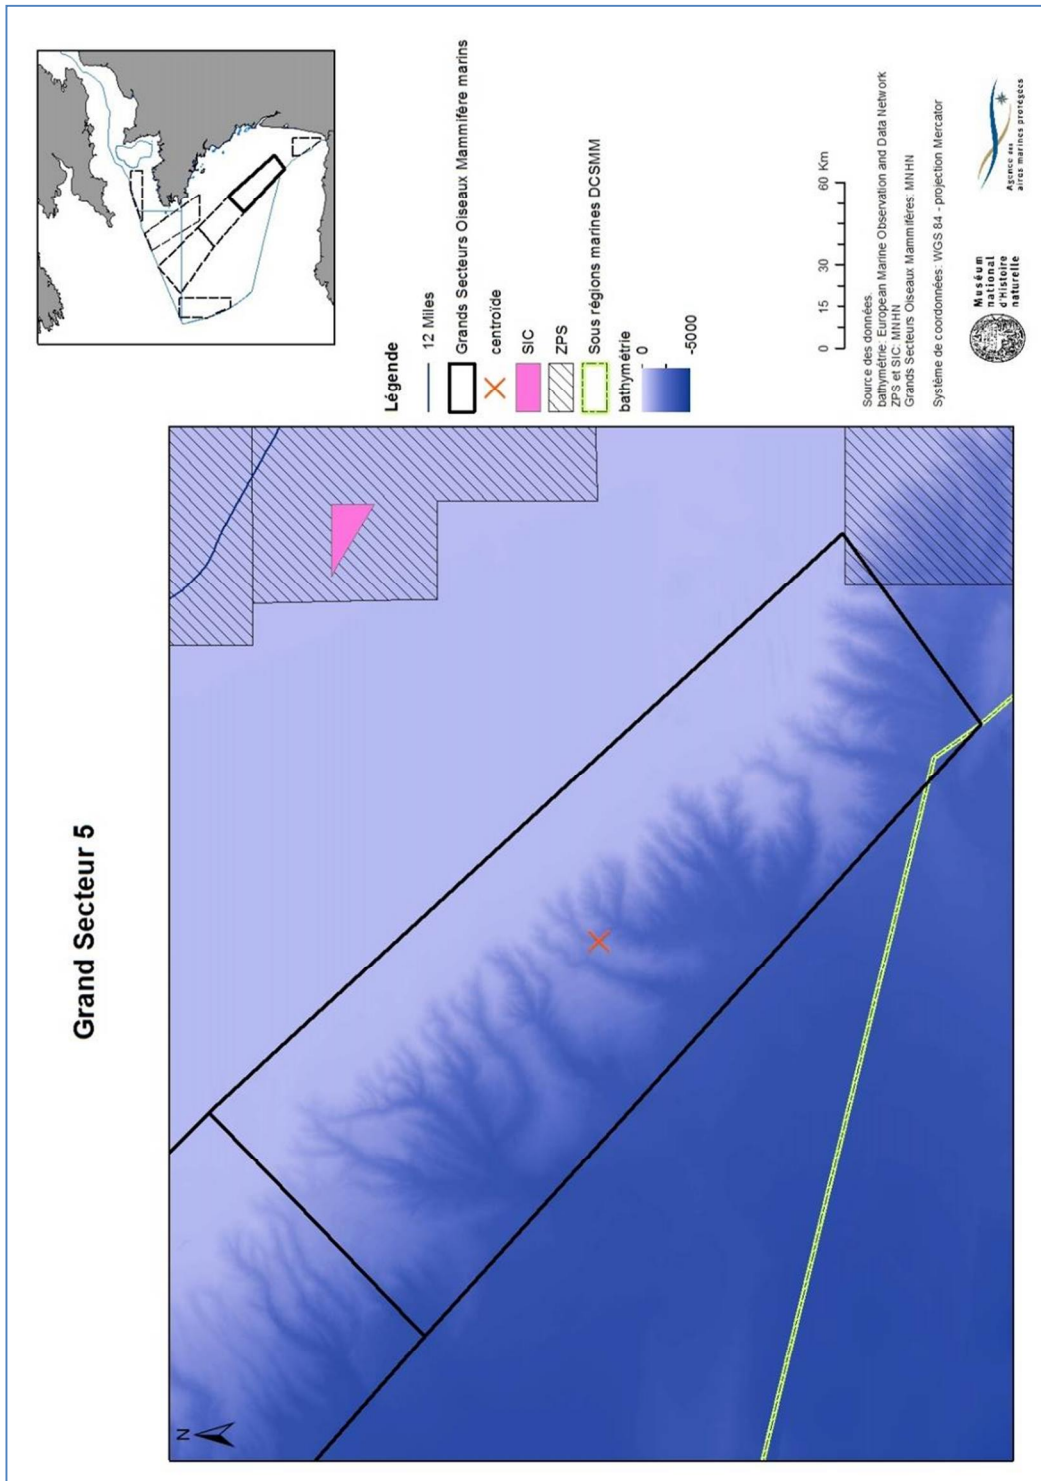 Grand Secteur 5
N
Légende
12 Miles
Grands Secteurs Oiseaux Mammifère marins
centroïde
SIC
ZPS
Sous régions marines DCSMM
bathymétrie
0
-5000
0 15 30 60 Km
Source des données:
bathymétrie: European Marine Observation and Data Network
ZPS et SIC: MNHN
Grands Secteurs Oiseaux Mammifères: MNHN
Système de coordonnées: WGS 84 - projection Mercator
Muséum
national
d'Histoire
naturelle
Agence des
aires marines protégées